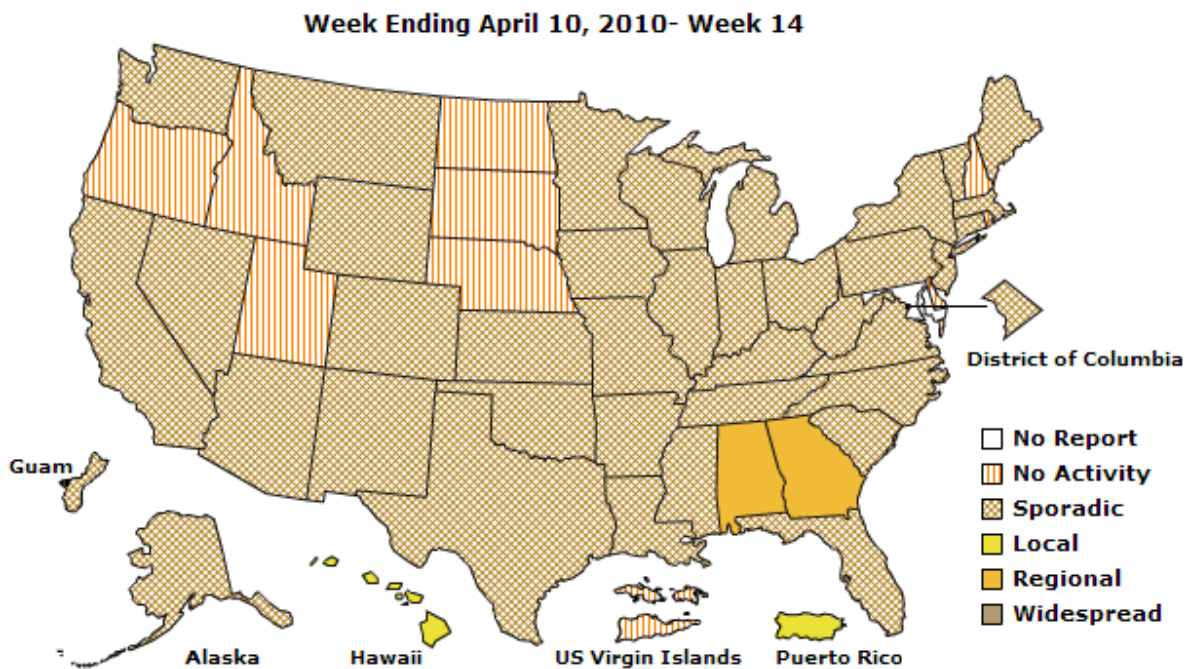 Week Ending April 10, 2010- Week 14
District of Columbia
Guam
No Report
No Activity
Sporadic
Local
Regional
Widespread
Alaska
Hawaii
US Virgin Islands
Puerto Rico